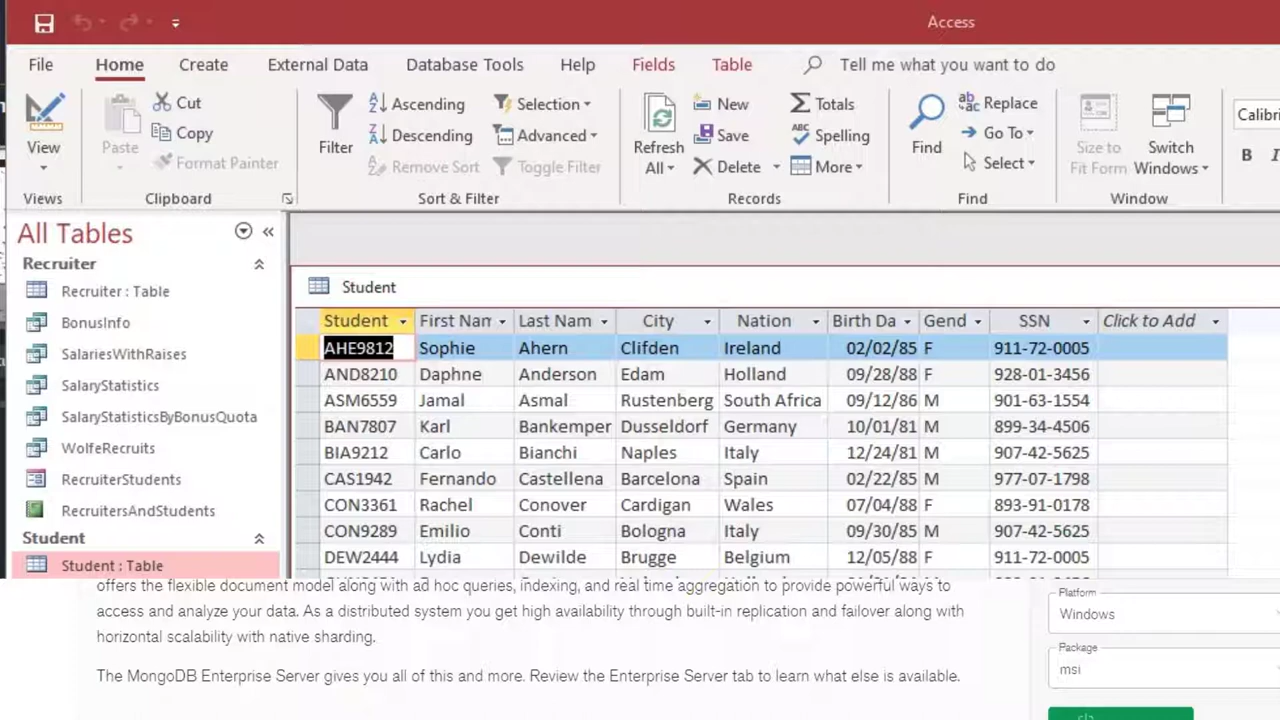 Access
File Home Create External Data Database Tools Help Fields Table Tell me what you want to do
View
Views
Paste
Cut
Copy
Format Painter
Clipboard
Filter
Ascending
Descending
Remove Sort
Selection
Advanced
Toggle Filter
Sort & Filter
Refresh
All
New
Save
Delete
Totals
Spelling
More
Records
Find
Replace
Go To
Select
Find
Size to
Fit Form
Switch
Windows
Window
Calibri
B I
All Tables
Recruiter
Recruiter : Table
BonusInfo
SalariesWithRaises
SalaryStatistics
SalaryStatisticsByBonusQuota
WolfeRecruits
RecruiterStudents
RecruitersAndStudents
Student
Student : Table
Student
Student First Nam Last Nam City Nation Birth Da Gend SSN Click to Add
AHE9812 Sophie Ahern Clifden Ireland 02/02/85 F 911-72-0005
AND8210 Daphne Anderson Edam Holland 09/28/88 F 928-01-3456
ASM6559 Jamal Asmal Rustenberg South Africa 09/12/86 M 901-63-1554
BAN7807 Karl Bankemper Dusseldorf Germany 10/01/81 M 899-34-4506
BIA9212 Carlo Bianchi Naples Italy 12/24/81 M 907-42-5625
CAS1942 Fernando Castellena Barcelona Spain 02/22/85 M 977-07-1798
CON3361 Rachel Conover Cardigan Wales 07/04/88 F 893-91-0178
CON9289 Emilio Conti Bologna Italy 09/30/85 M 907-42-5625
DEW2444 Lydia Dewilde Brugge Belgium 12/05/88 F 911-72-0005
offers the flexible document model along with ad hoc queries, indexing, and real time aggregation to provide powerful ways to
access and analyze your data. As a distributed system you get high availability through built-in replication and failover along with
horizontal scalability with native sharding.
The MongoDB Enterprise Server gives you all of this and more. Review the Enterprise Server tab to learn what else is available.
Platform
Windows
Package
msi